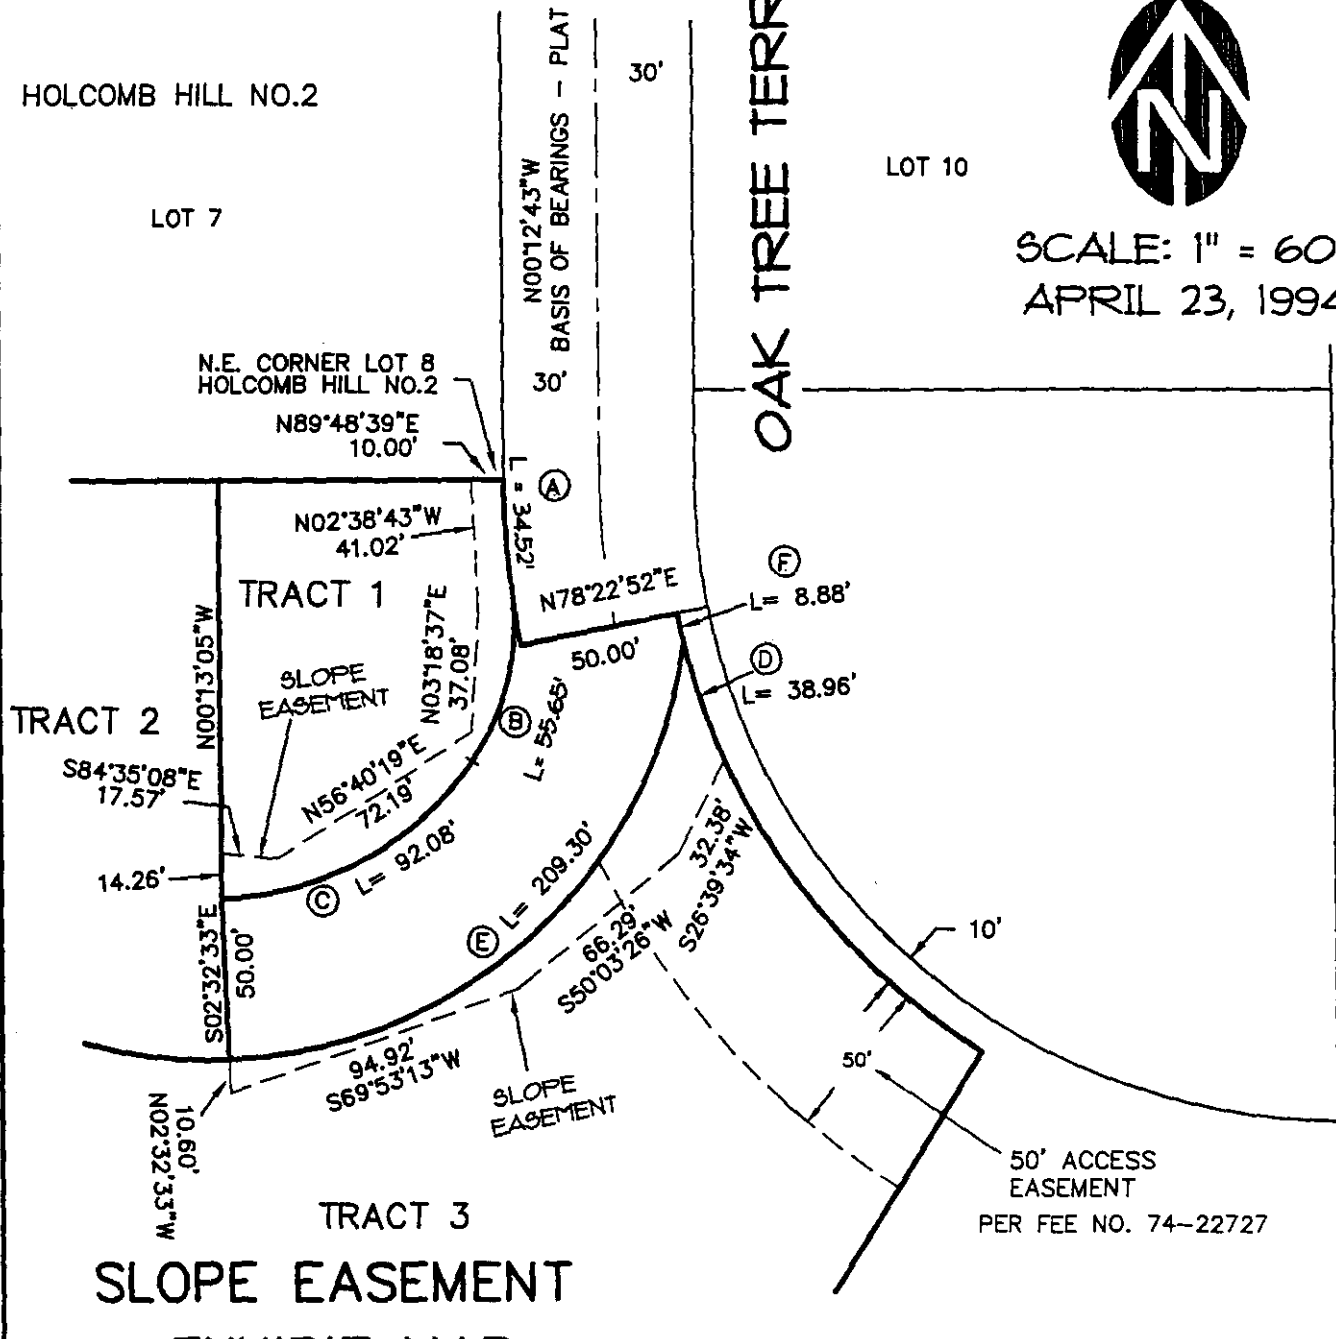 BASIS OF BEARINGS - PLAT
N00°12'43"W
30'
OAK TREE TERR
HOLCOMB HILL NO.2
LOT 7
LOT 10
N
SCALE: 1" = 60
APRIL 23, 1994
N.E. CORNER LOT 8
HOLCOMB HILL NO.2
30'
N89°48'39"E
10.00'
L = 34.52'
A
N02°38'43"W
41.02'
TRACT 1
N78°22'52"E
50.00'
F
L= 8.88'
D
L= 38.96'
N00°13'05"W
N03°18'37"E
37.08'
SLOPE
EASEMENT
TRACT 2
B
L= 55.65'
S84°35'08"E
17.57'
N56°40'19"E
72.19'
14.26'
C
L= 92.08'
E
L= 209.30'
32.38'
S26°39'34"W
66.29'
S50°03'26"W
10'
S02°32'33"E
50.00'
94.92'
S69°53'13"W
SLOPE
EASEMENT
50'
10.60'
N02°32'33"W
50' ACCESS
EASEMENT
PER FEE NO. 74-22727
TRACT 3
SLOPE EASEMENT